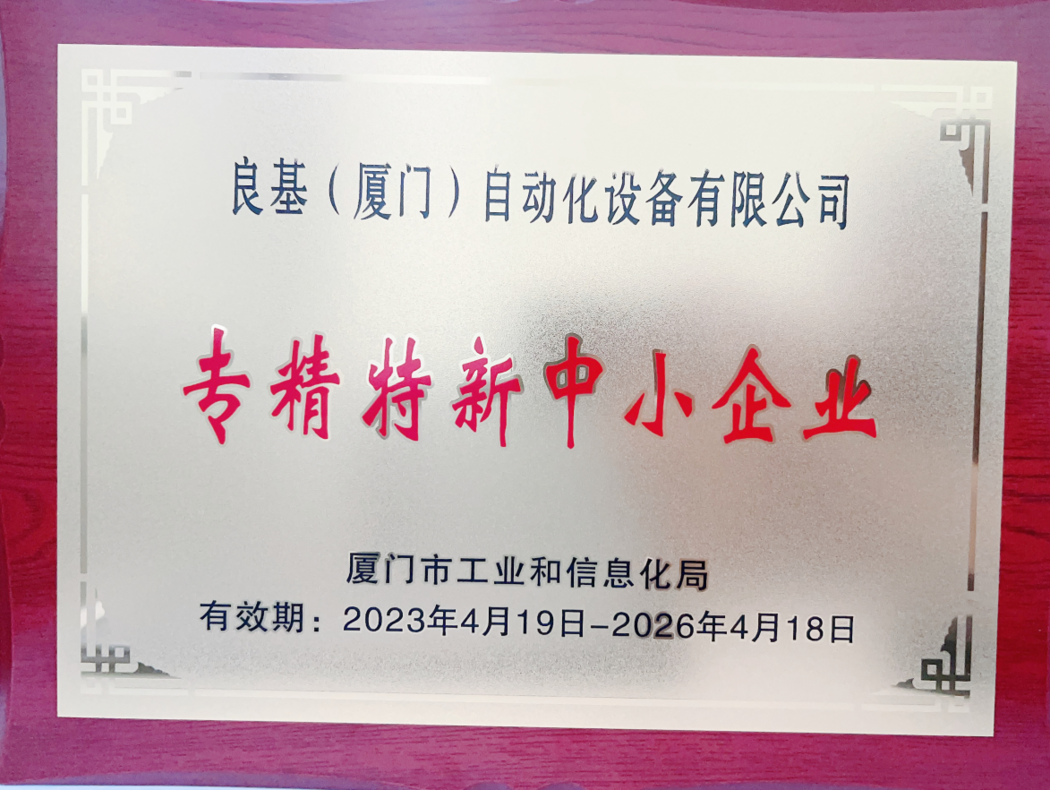 良基（厦门）自动化设备有限公司
专精特新中小企业
厦门市工业和信息化局
有效期：2023年4月19日-2026年4月18日